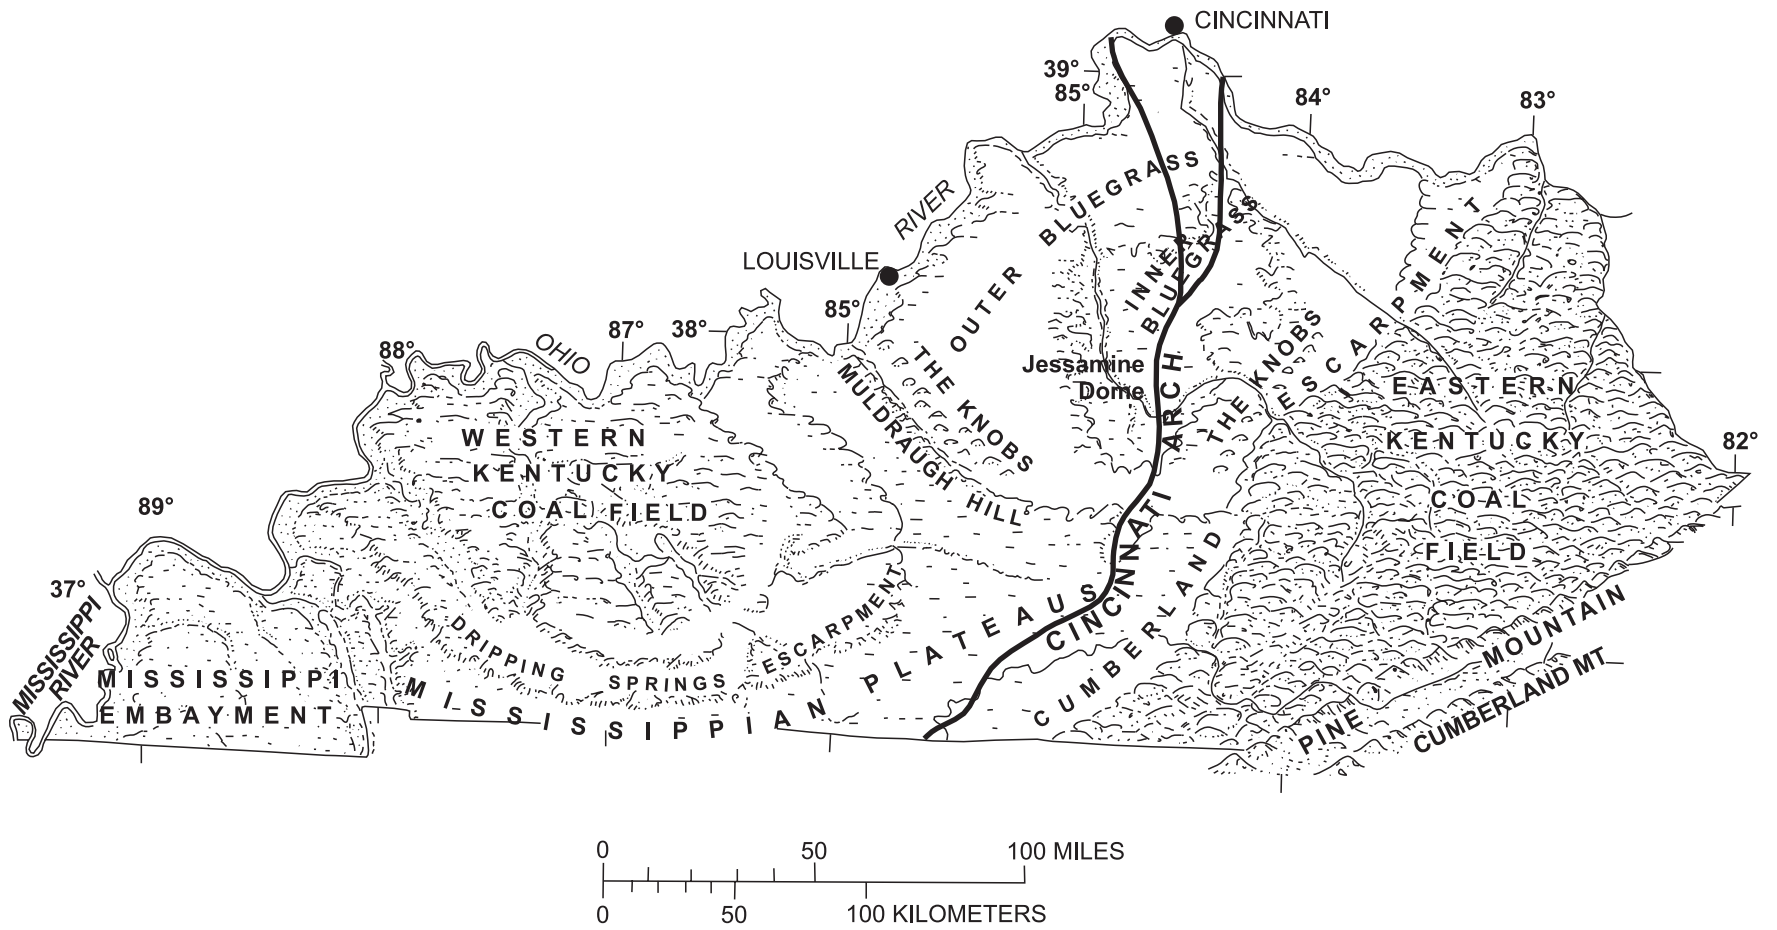 CINCINNATI
39°
85°
84°
83°
BLUEGRASS
RIVER
LOUISVILLE
OUTER
INNER
BLUEGRASS
ESCARPMENT
85°
87°
38°
88°
OHIO
THE KNOBS
THE KNOBS
Jessamine
Dome
MULDRAUGH HILL
CINCINNATI ARCH
EASTERN
KENTUCKY
COAL
FIELD
82°
WESTERN
KENTUCKY
COAL FIELD
89°
37°
MISSISSIPPI
RIVER
MISSISSIPPI
EMBAYMENT
DRIPPING SPRINGS ESCARPMENT
MISSISSIPPIAN PLATEAUS
CUMBERLAND
PINE MOUNTAIN
CUMBERLAND MT
0 50 100 MILES
0 50 100 KILOMETERS